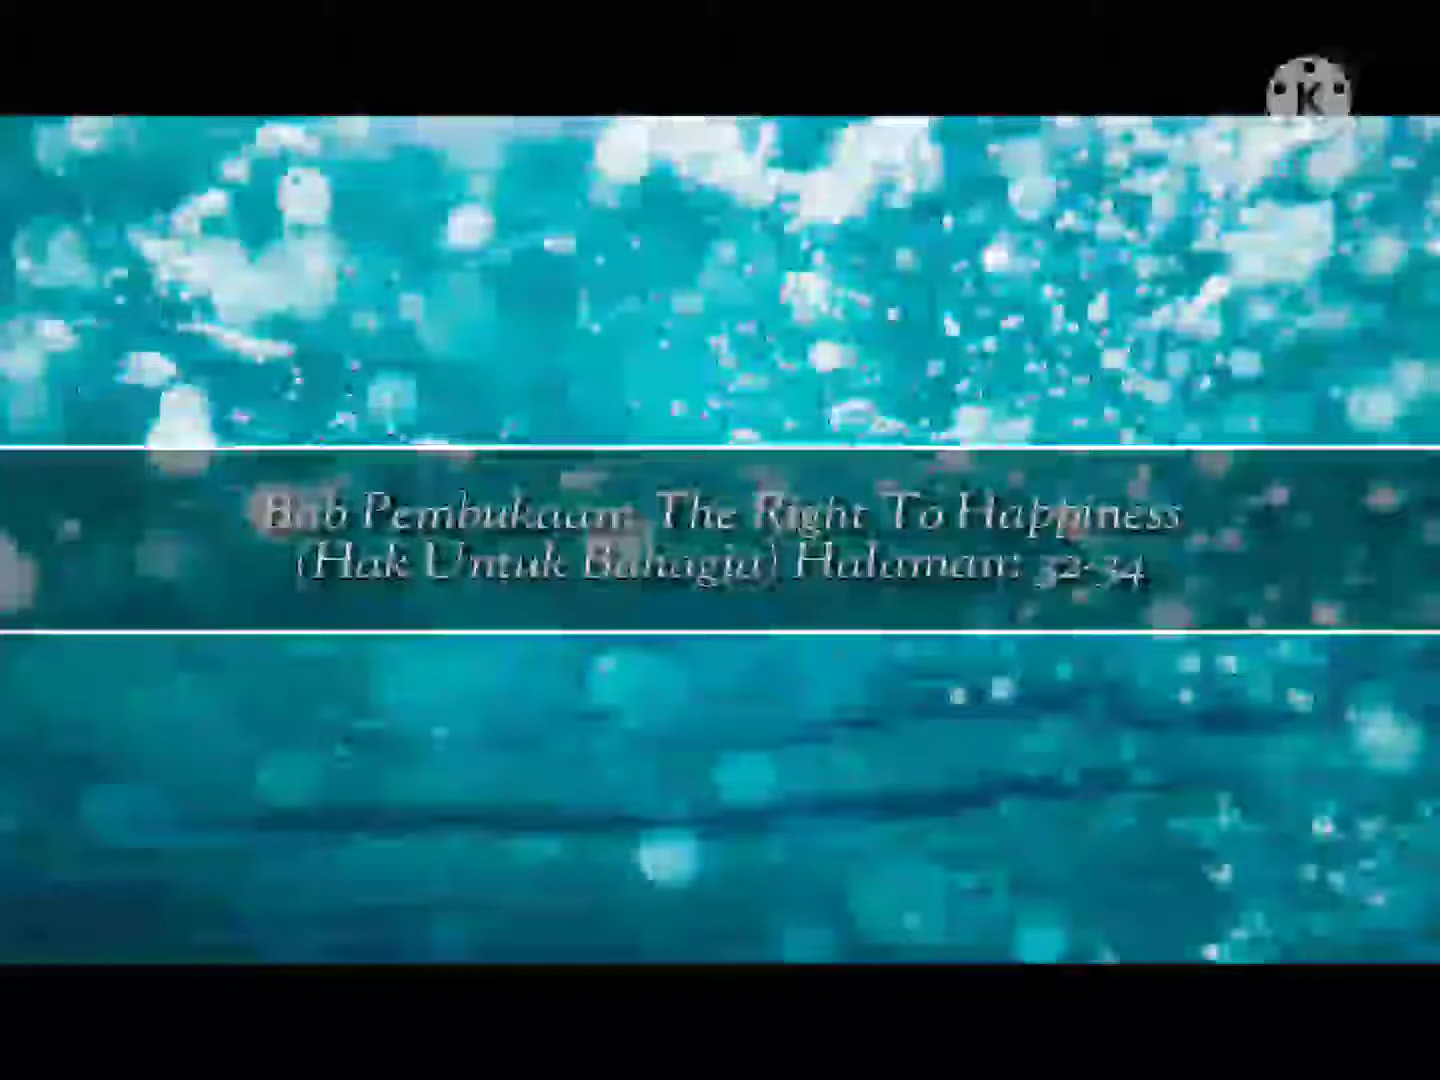 K
Bab Pembukaan: The Right To Happiness
(Hak Untuk Bahagia) Halaman: 32-34